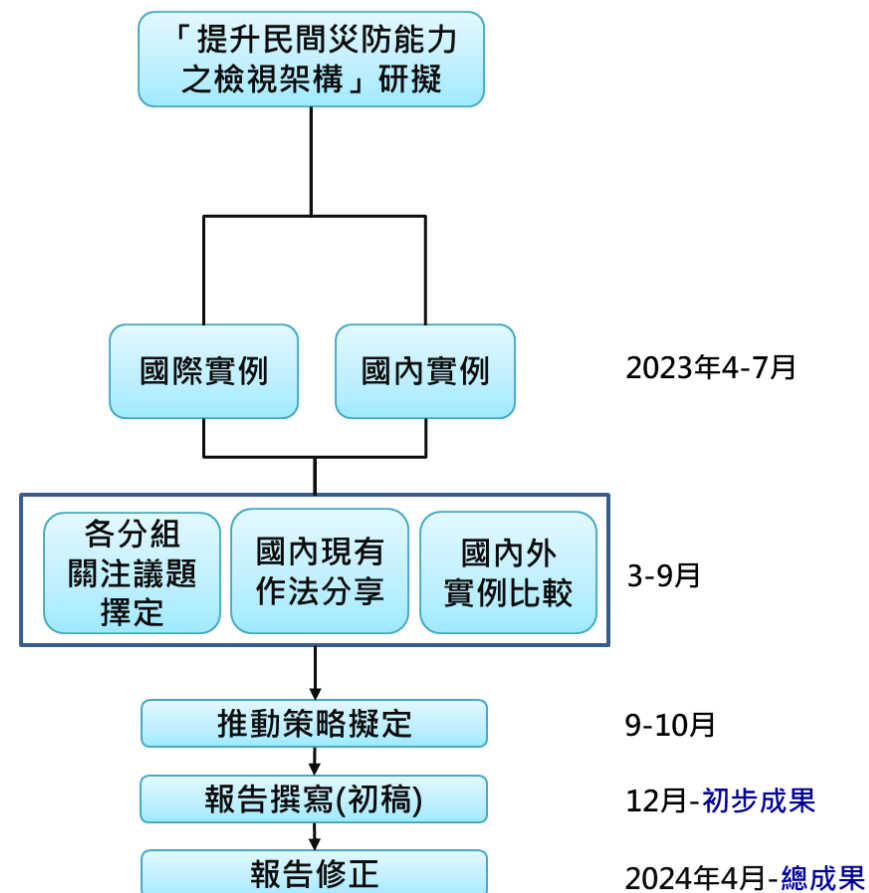 「提升民間災防能力
之檢視架構」研擬
國際實例
國內實例
2023年4-7月
各分組
關注議題
擇定
國內現有
作法分享
國內外
實例比較
3-9月
推動策略擬定
9-10月
報告撰寫(初稿)
12月-初步成果
報告修正
2024年4月-總成果